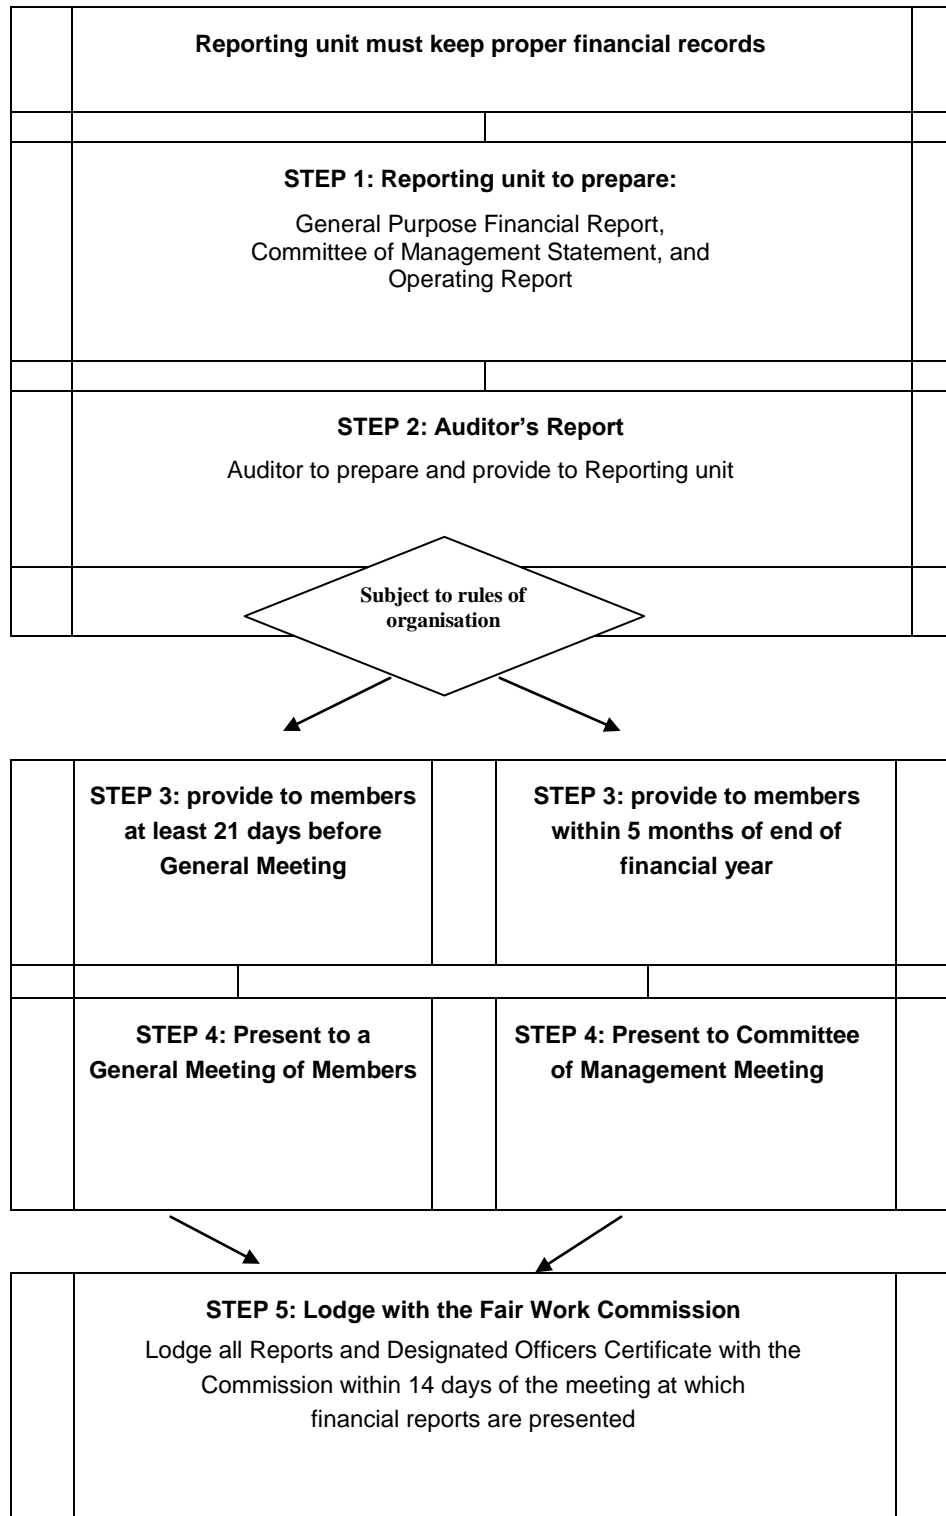 Reporting unit must keep proper financial records
STEP 1: Reporting unit to prepare:
General Purpose Financial Report,
Committee of Management Statement, and
Operating Report
STEP 2: Auditor’s Report
Auditor to prepare and provide to Reporting unit
Subject to rules of
organisation
STEP 3: provide to members
at least 21 days before
General Meeting
STEP 3: provide to members
within 5 months of end of
financial year
STEP 4: Present to a
General Meeting of Members
STEP 4: Present to Committee
of Management Meeting
STEP 5: Lodge with the Fair Work Commission
Lodge all Reports and Designated Officers Certificate with the
Commission within 14 days of the meeting at which
financial reports are presented